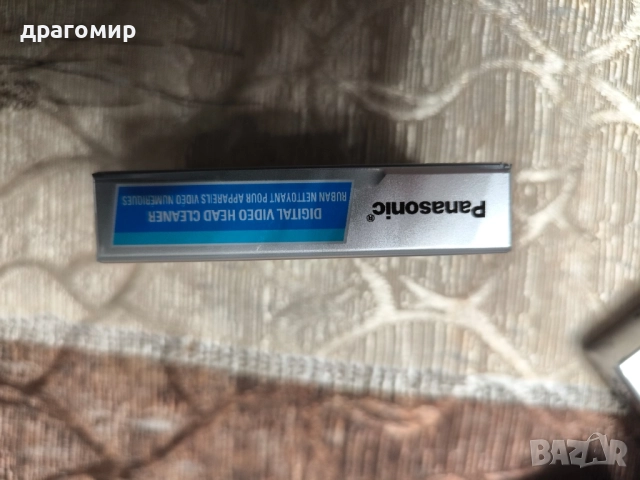 драгомир
Panasonic®
DIGITAL VIDEO HEAD CLEANER
RUBAN NETTOYANT POUR APPAREILS VIDEO NUMERIQUES
BAZAR